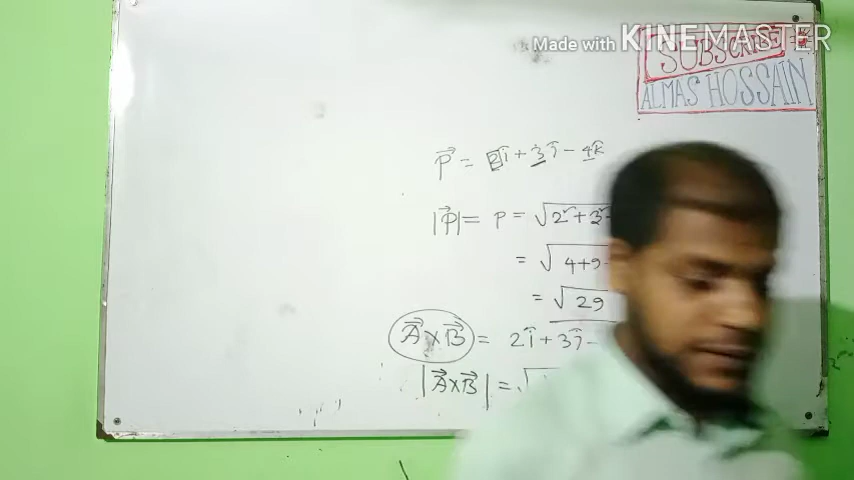 Made with KINEMASTER
SUBSCRIBE
ALMAS HOSSAIN
P⃗ = 2î + 3ĵ − 4k̂
|P⃗| = P = √2² + 3²
= √4+9
= √29
A⃗×B⃗ = 2î + 3ĵ −
|A⃗×B⃗| = √